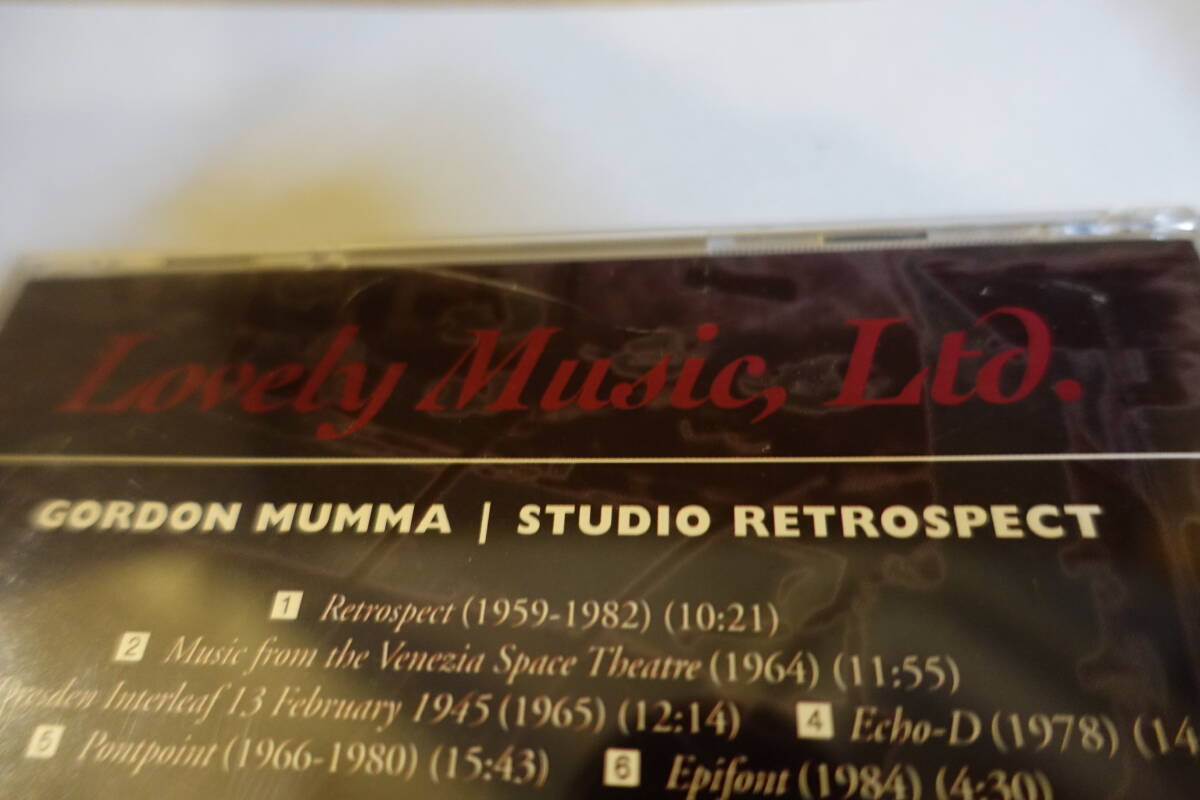 Lovely Music, Ltd.
GORDON MUMMA | STUDIO RETROSPECT
1 Retrospect (1959-1982) (10:21)
2 Music from the Venezia Space Theatre (1964) (11:55)
Dresden Interleaf 13 February 1945 (1965) (12:14) 4 Echo-D (1978) (14
5 Pontpoint (1966-1980) (15:43) 6 Epifont (1984) (4:30)